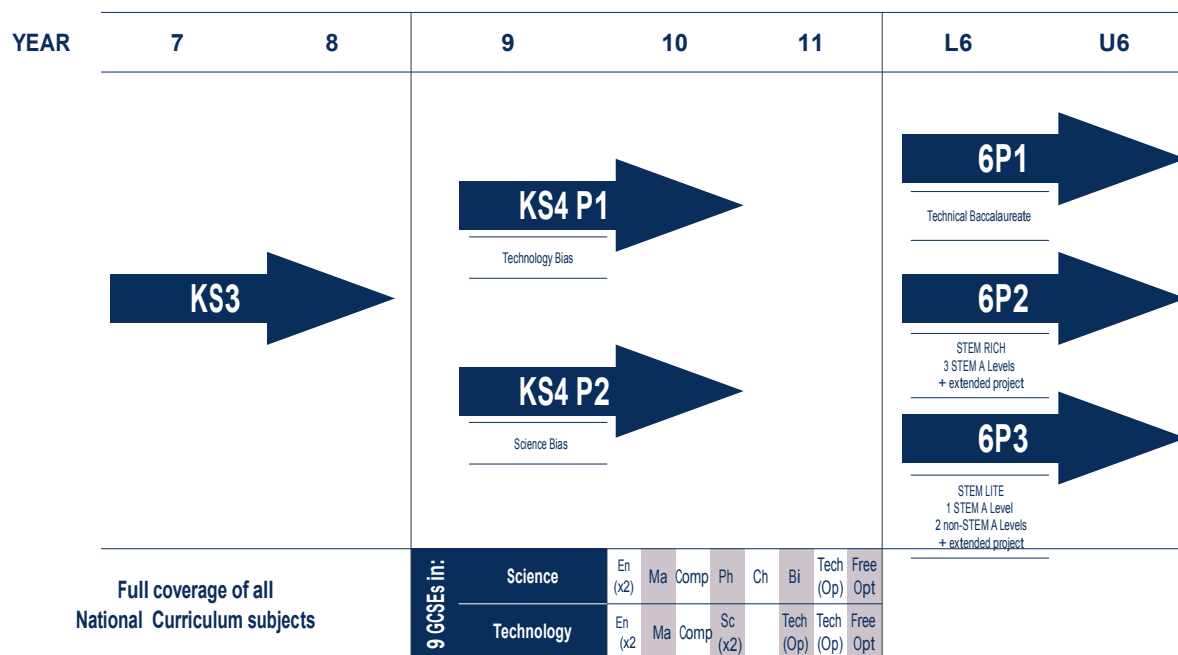 YEAR 7 8 9 10 11 L6 U6
KS3
KS4 P1
Technology Bias
KS4 P2
Science Bias
6P1
Technical Baccalaureate
6P2
STEM RICH
3 STEM A Levels
+ extended project
6P3
STEM LITE
1 STEM A Level
2 non-STEM A Levels
+ extended project
Full coverage of all
National Curriculum subjects
9 GCSEs in:
Science
En
(x2)
Ma
Comp
Ph
Ch
Bi
Tech
(Op)
Free
Opt
Technology
En
(x2
Ma
Comp
Sc
(x2)
Tech
(Op)
Tech
(Op)
Free
Opt